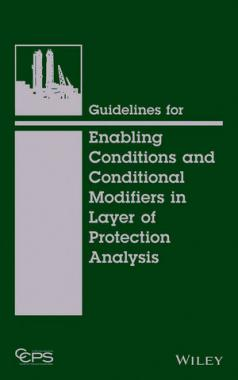 Guidelines for
Enabling
Conditions and
Conditional
Modifiers in
Layer of
Protection
Analysis
CCPS
WILEY